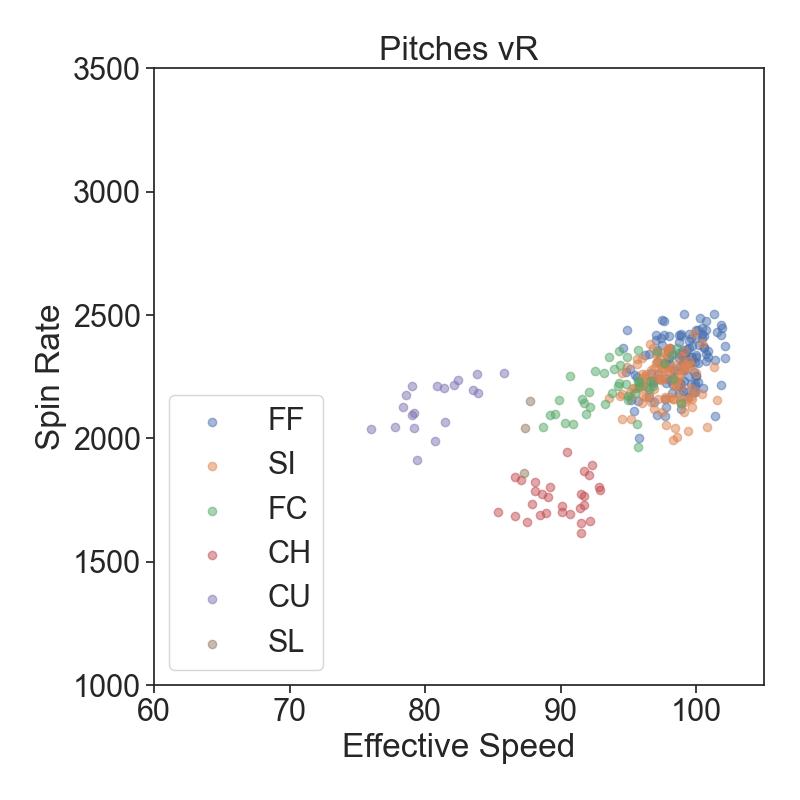 Pitches vR
3500
3000
2500
2000
1500
1000
Spin Rate
FF
SI
FC
CH
CU
SL
60 70 80 90 100
Effective Speed